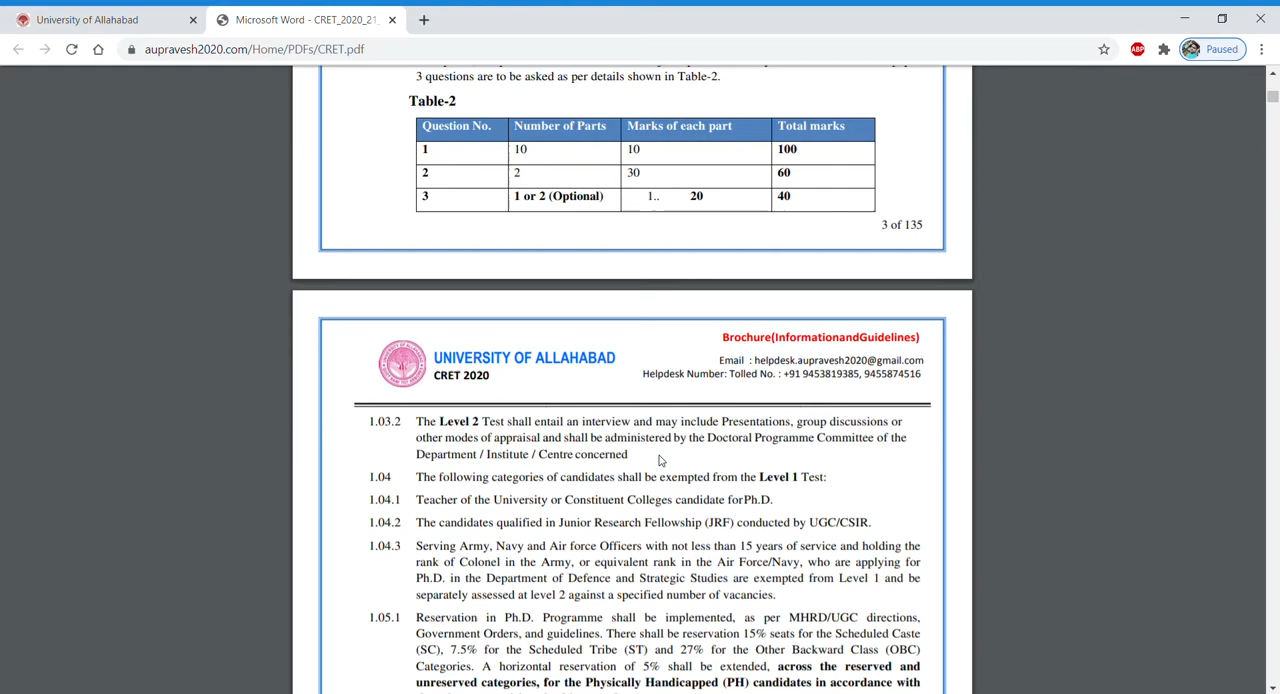 University of Allahabad
Microsoft Word - CRET_2020_21_
aupravesh2020.com/Home/PDFs/CRET.pdf
ABP
Paused
3 questions are to be asked as per details shown in Table-2.
Table-2
Question No. Number of Parts Marks of each part Total marks
1 10 10 100
2 2 30 60
3 1 or 2 (Optional) 1.. 20 40
3 of 135
Brochure(InformationandGuidelines)
UNIVERSITY OF ALLAHABAD
CRET 2020
Email : helpdesk.aupravesh2020@gmail.com
Helpdesk Number: Tolled No. : +91 9453819385, 9455874516
1.03.2 The Level 2 Test shall entail an interview and may include Presentations, group discussions or
other modes of appraisal and shall be administered by the Doctoral Programme Committee of the
Department / Institute / Centre concerned
1.04 The following categories of candidates shall be exempted from the Level 1 Test:
1.04.1 Teacher of the University or Constituent Colleges candidate forPh.D.
1.04.2 The candidates qualified in Junior Research Fellowship (JRF) conducted by UGC/CSIR.
1.04.3 Serving Army, Navy and Air force Officers with not less than 15 years of service and holding the
rank of Colonel in the Army, or equivalent rank in the Air Force/Navy, who are applying for
Ph.D. in the Department of Defence and Strategic Studies are exempted from Level 1 and be
separately assessed at level 2 against a specified number of vacancies.
1.05.1 Reservation in Ph.D. Programme shall be implemented, as per MHRD/UGC directions,
Government Orders, and guidelines. There shall be reservation 15% seats for the Scheduled Caste
(SC), 7.5% for the Scheduled Tribe (ST) and 27% for the Other Backward Class (OBC)
Categories. A horizontal reservation of 5% shall be extended, across the reserved and
unreserved categories, for the Physically Handicapped (PH) candidates in accordance with